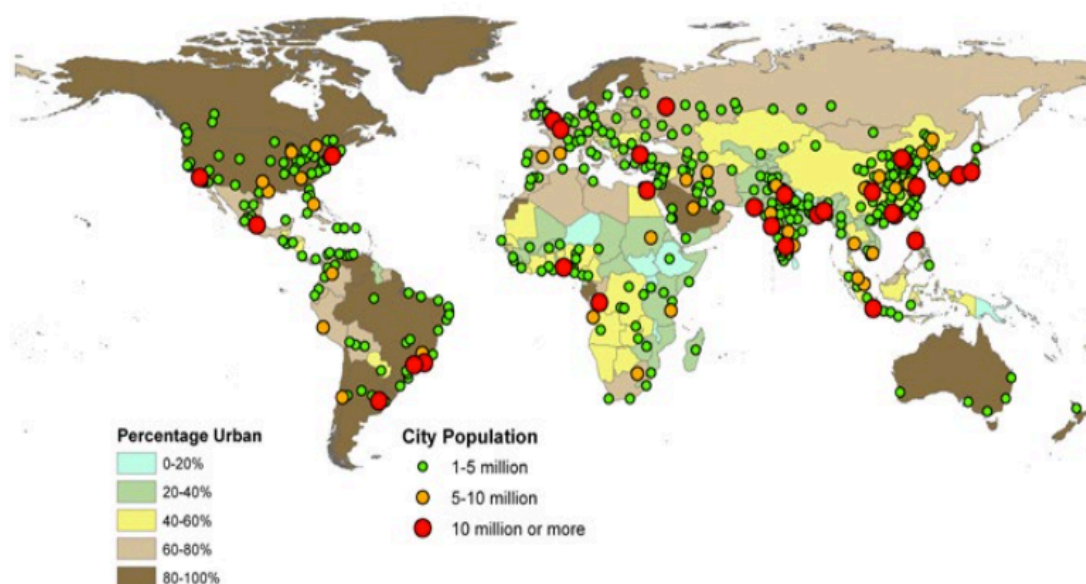 Percentage Urban
0-20%
20-40%
40-60%
60-80%
80-100%
City Population
1-5 million
5-10 million
10 million or more